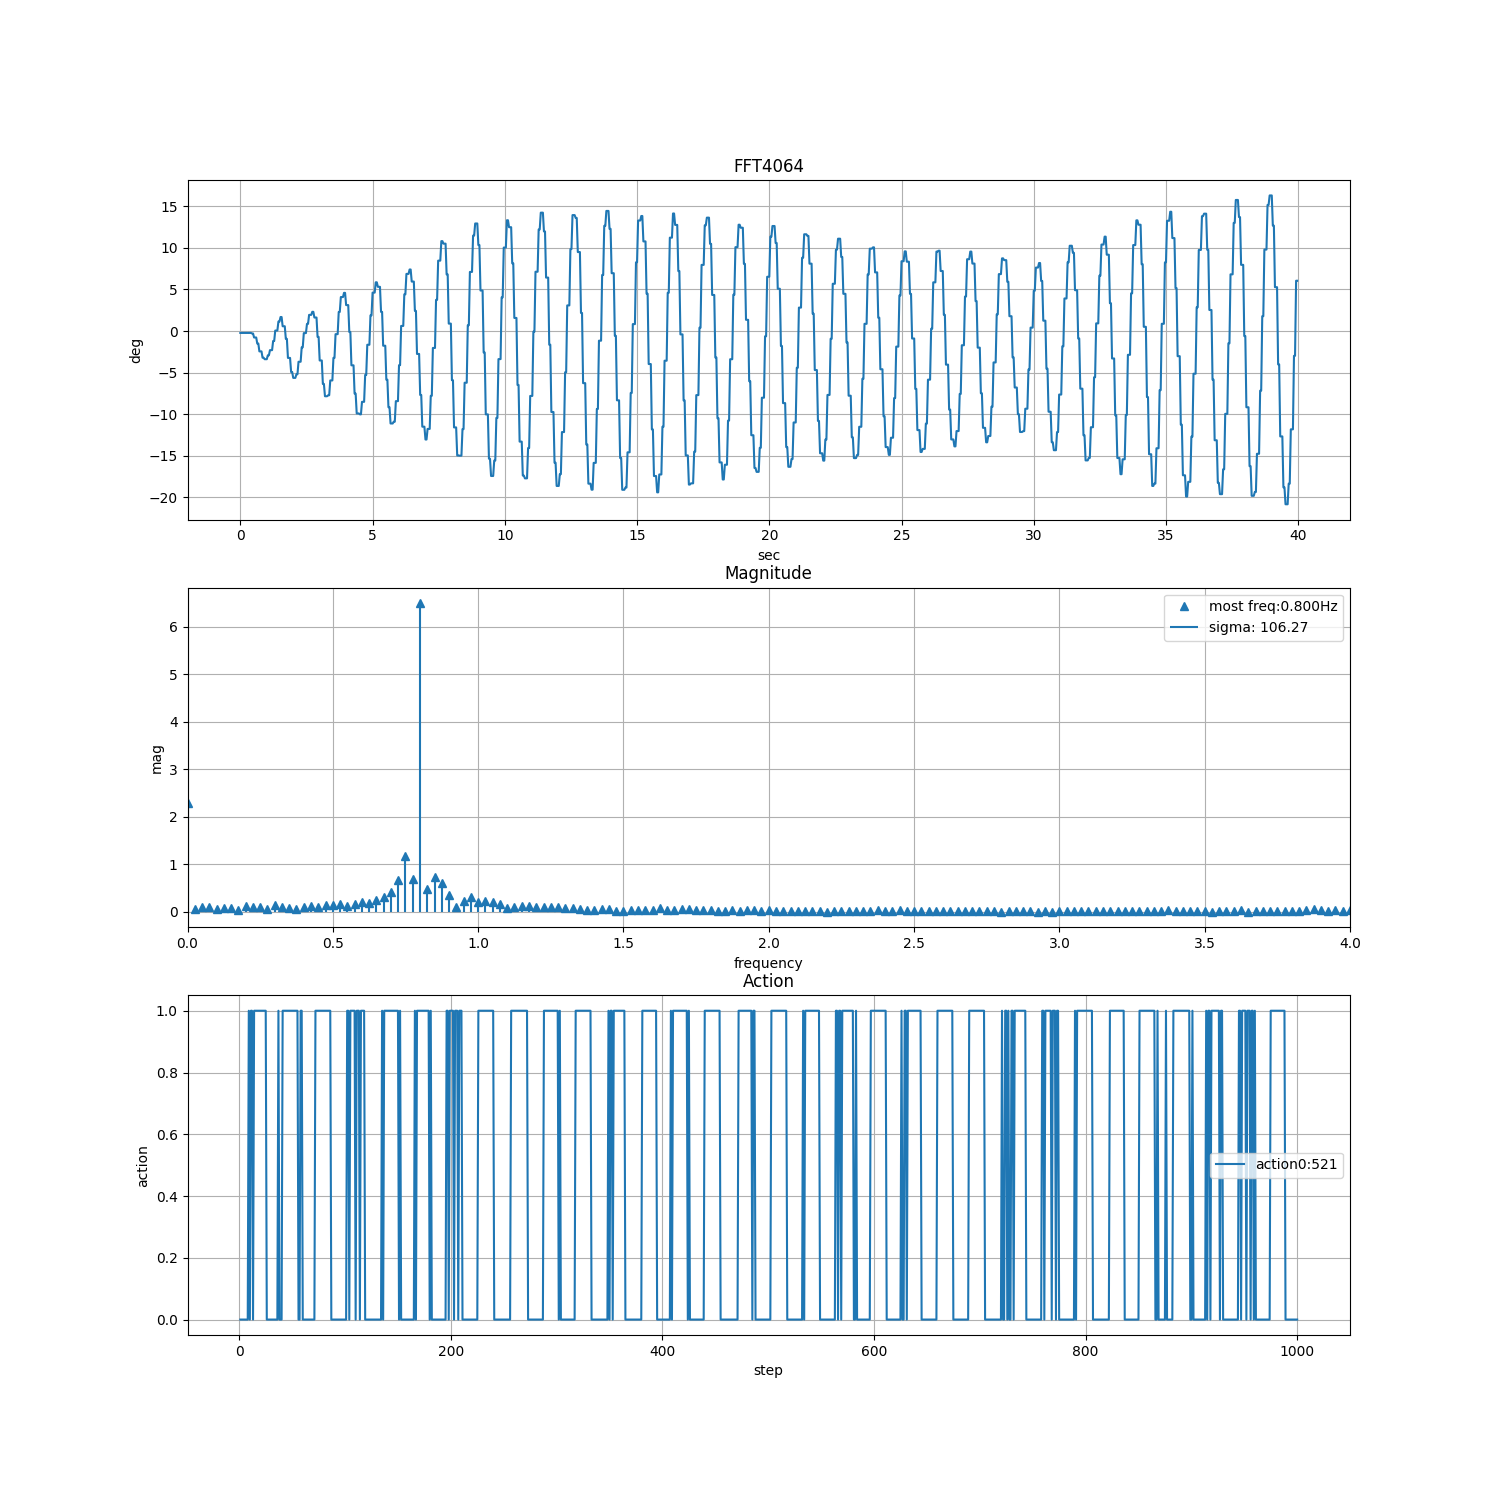 FFT4064
15
10
5
0
−5
−10
−15
−20
deg
0 5 10 15 20 25 30 35 40
sec
Magnitude
most freq:0.800Hz
sigma: 106.27
6
5
4
3
2
1
0
mag
0.0 0.5 1.0 1.5 2.0 2.5 3.0 3.5 4.0
frequency
Action
1.0
0.8
0.6
0.4
0.2
0.0
action
action0:521
0 200 400 600 800 1000
step